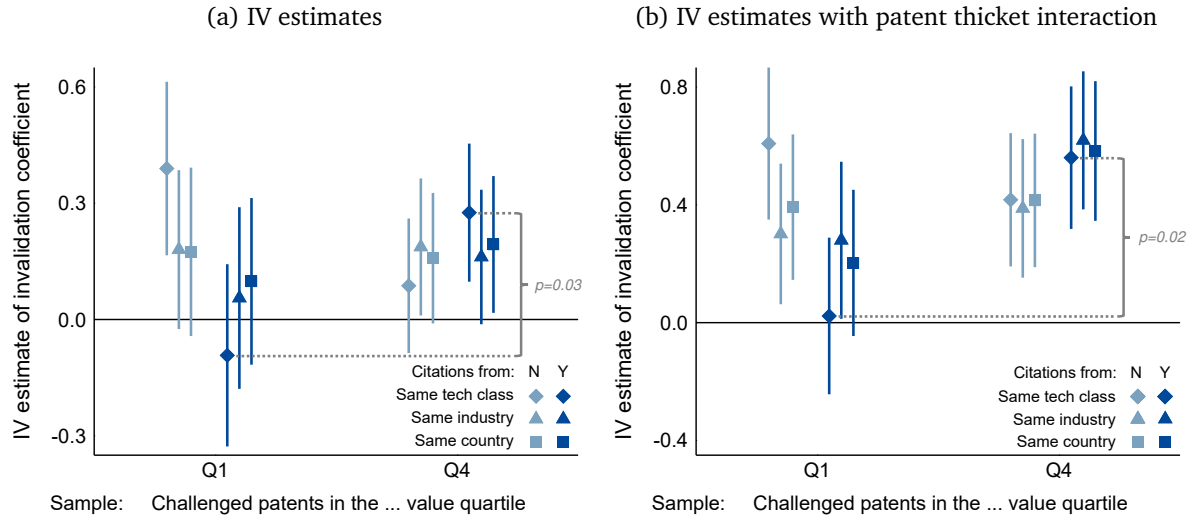 (a) IV estimates
IV estimate of invalidation coefficient
0.6
0.3
0.0
-0.3
p=0.03
Citations from: N Y
Same tech class
Same industry
Same country
Q1 Q4
Sample: Challenged patents in the ... value quartile
(b) IV estimates with patent thicket interaction
IV estimate of invalidation coefficient
0.8
0.4
0.0
-0.4
p=0.02
Citations from: N Y
Same tech class
Same industry
Same country
Q1 Q4
Sample: Challenged patents in the ... value quartile